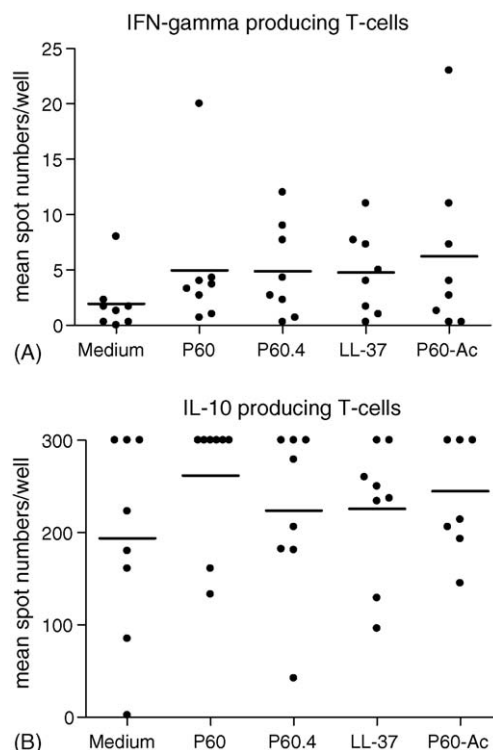 IFN-gamma producing T-cells
mean spot numbers/well
25
20
15
10
5
0
Medium P60 P60.4 LL-37 P60-Ac
(A)
IL-10 producing T-cells
mean spot numbers/well
300
200
100
0
Medium P60 P60.4 LL-37 P60-Ac
(B)